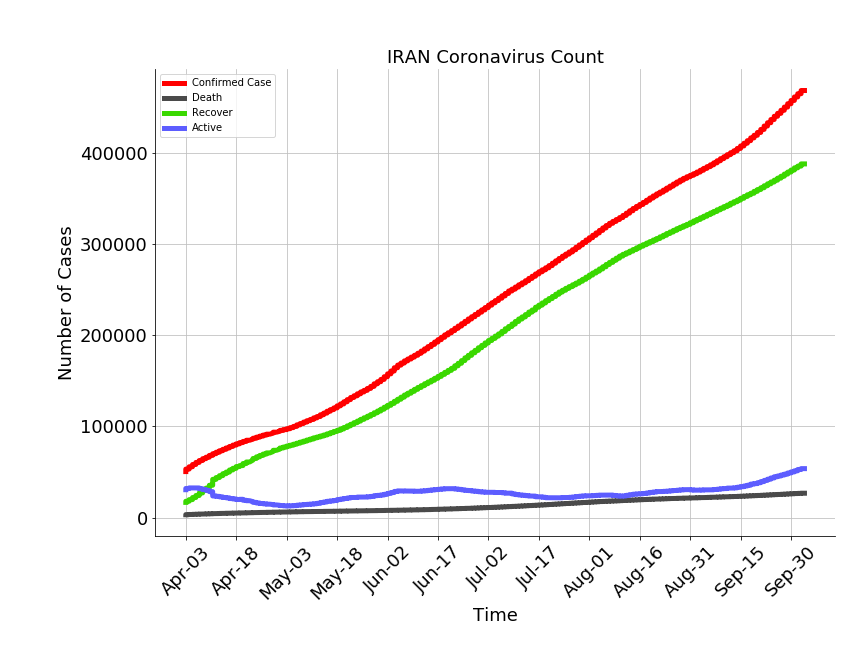 IRAN Coronavirus Count
Confirmed Case
Death
Recover
Active
Number of Cases
400000
300000
200000
100000
0
Apr-03
Apr-18
May-03
May-18
Jun-02
Jun-17
Jul-02
Jul-17
Aug-01
Aug-16
Aug-31
Sep-15
Sep-30
Time